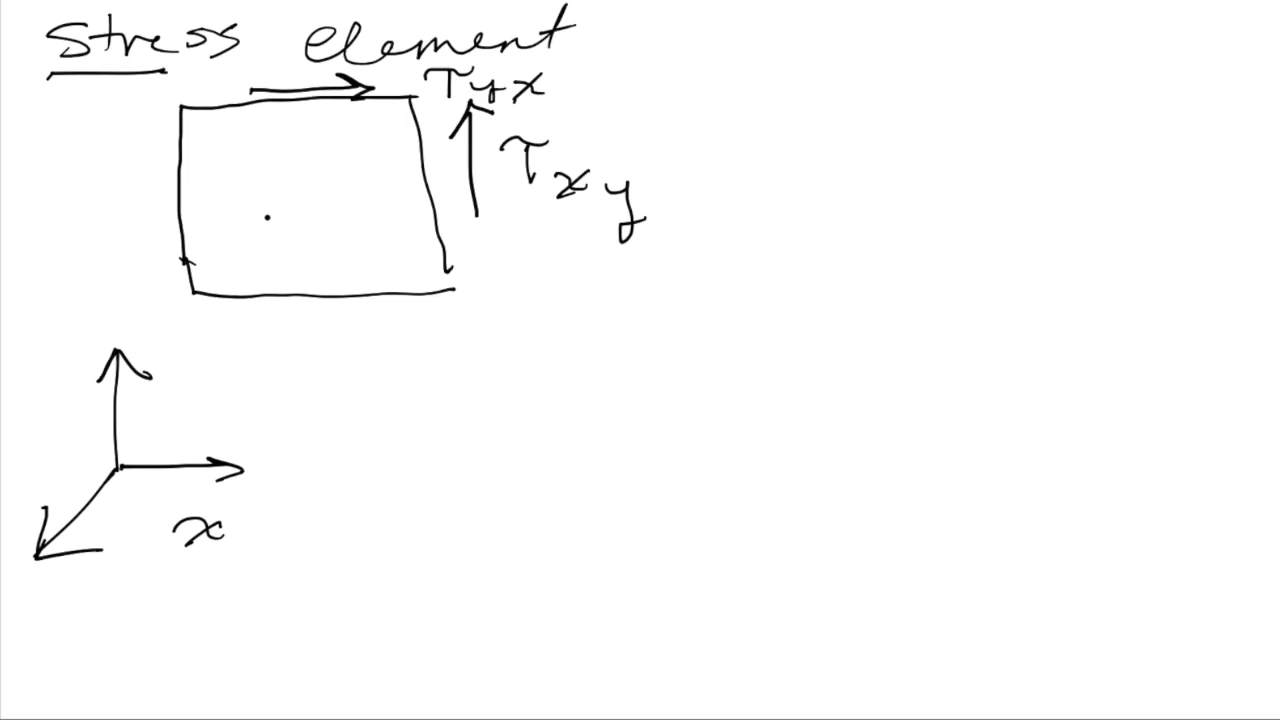 Stress element
τyx
τxy
x